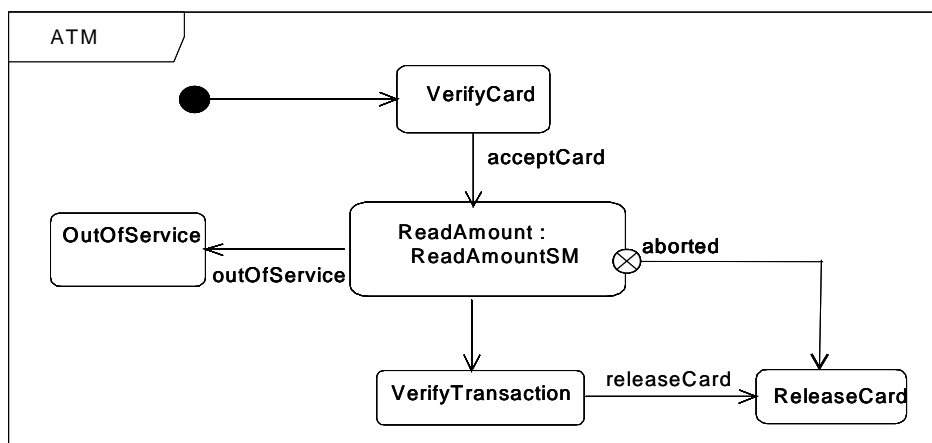 ATM
VerifyCard
acceptCard
ReadAmount :
ReadAmountSM
OutOfService
outOfService
aborted
VerifyTransaction
releaseCard
ReleaseCard